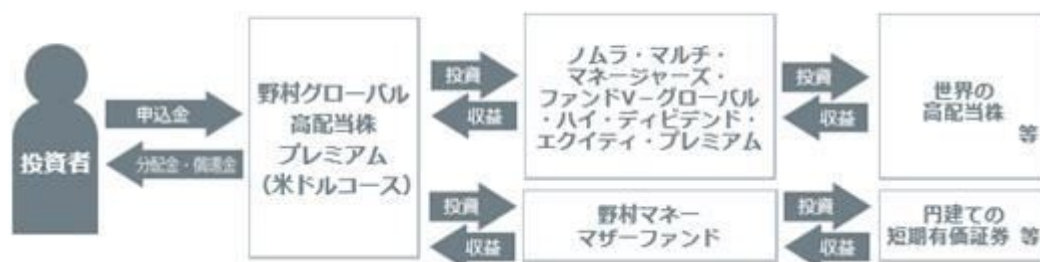 投資者
申込金
分配金・償還金
野村グローバル
高配当株
プレミアム
（米ドルコース）
投資
収益
ノムラ・マルチ・
マネージャーズ・
ファンドⅤ－グローバル
・ハイ・ディビデンド・
エクイティ・プレミアム
投資
収益
世界の
高配当株
等
投資
収益
野村マネー
マザーファンド
投資
収益
円建ての
短期有価証券 等